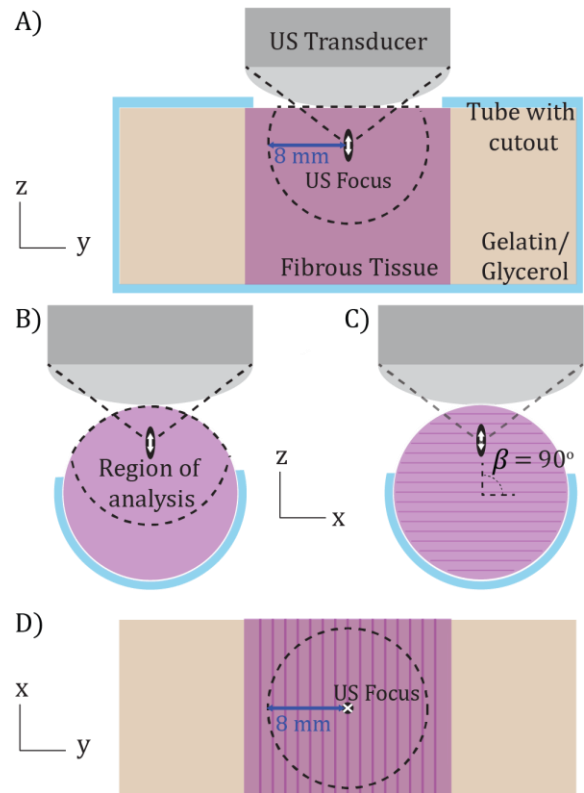 A)
US Transducer
Tube with
cutout
8 mm
US Focus
z
y
Gelatin/
Glycerol
Fibrous Tissue
B)
C)
Region of
analysis
z
x
β = 90°
D)
x
y
US Focus
8 mm